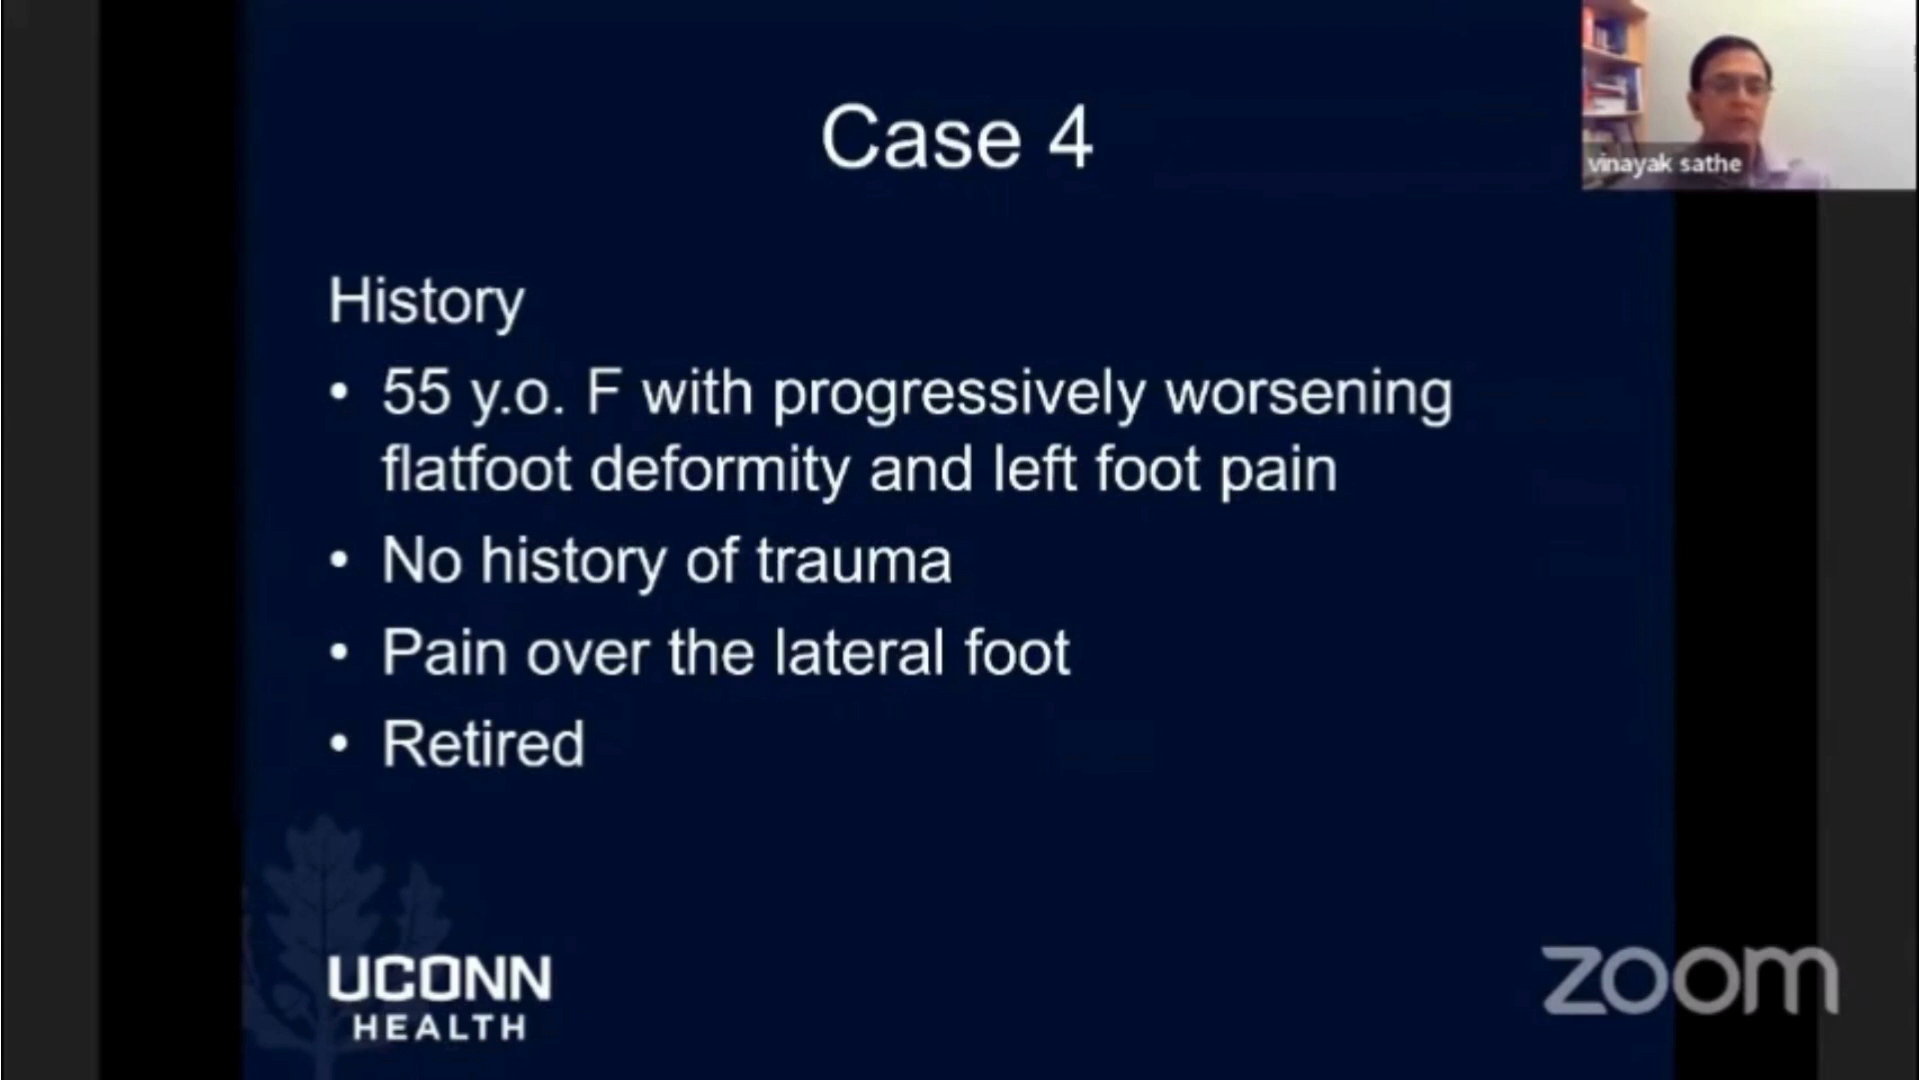 Case 4
vinayak sathe
History
• 55 y.o. F with progressively worsening
flatfoot deformity and left foot pain
• No history of trauma
• Pain over the lateral foot
• Retired
UCONN
HEALTH
zoom